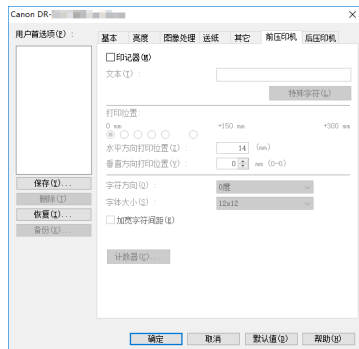 Canon DR-
用户首选项(P) :
基本 亮度 图像处理 送纸 其它 前压印机 后压印机
印记器(M)
文本(T) :
特殊字符(L)
打印位置:
0 mm +150 mm +300 mm
水平方向打印位置(Z) : 14 (mm)
垂直方向打印位置(V) : 0 mm (0-0)
保存(Y)...
删除(I)
恢复(I)...
备份(K)...
字符方向(O) : 0度
字体大小(S) : 12x12
加宽字符间距(E)
计数器(C)...
确定 取消 默认值(D) 帮助(H)